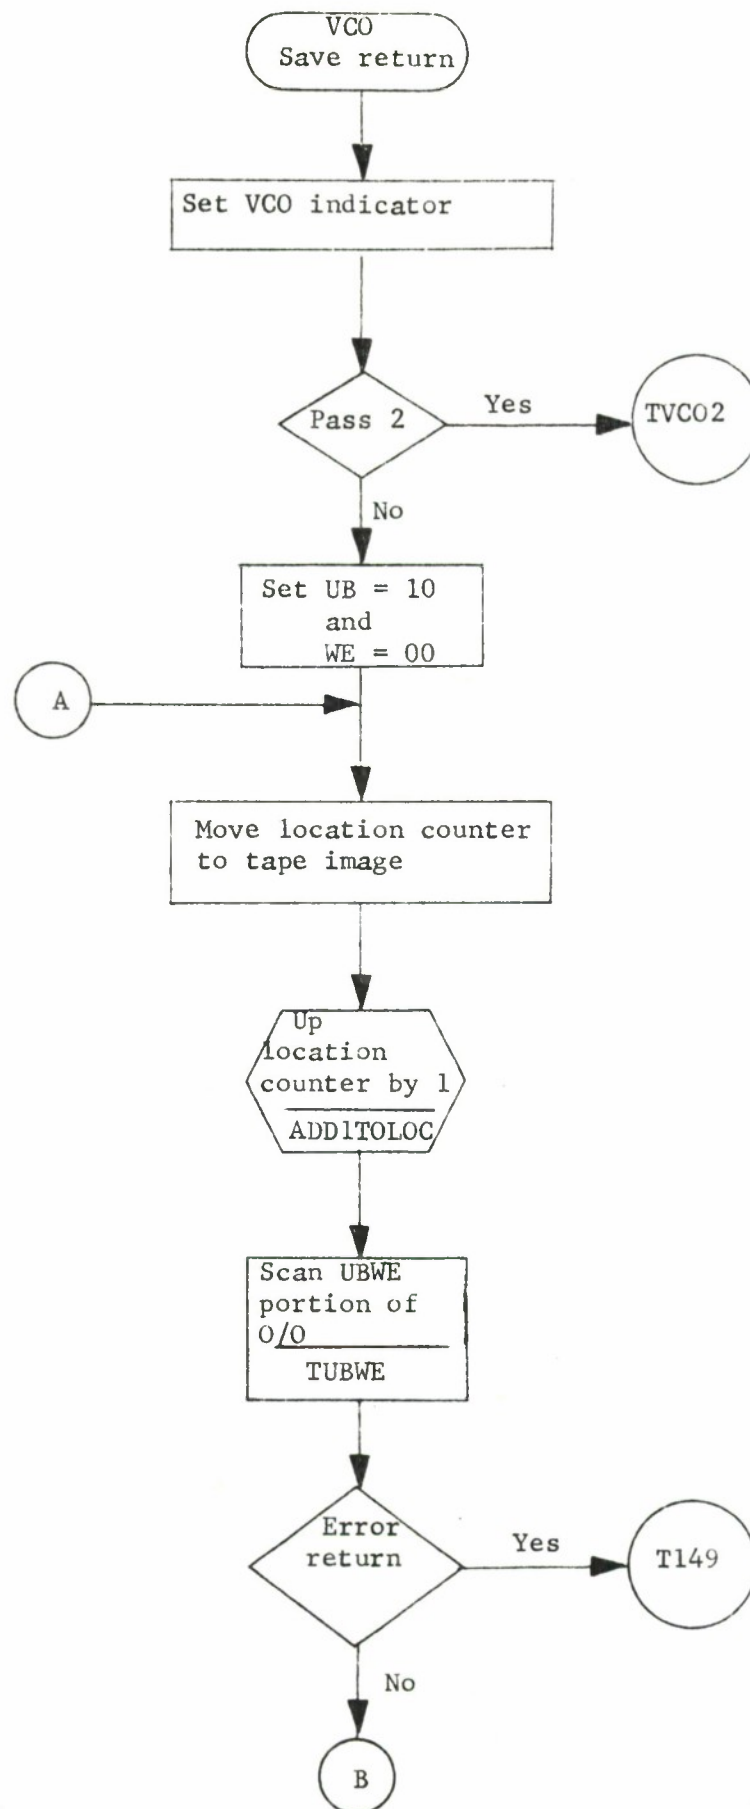 VCO
Save return
Set VCO indicator
Pass 2
Yes
TVCO2
No
Set UB = 10
and
WE = 00
A
Move location counter
to tape image
Up
location
counter by 1
ADD1TOLOC
Scan UBWE
portion of
O/O
TUBWE
Error
return
Yes
T149
No
B